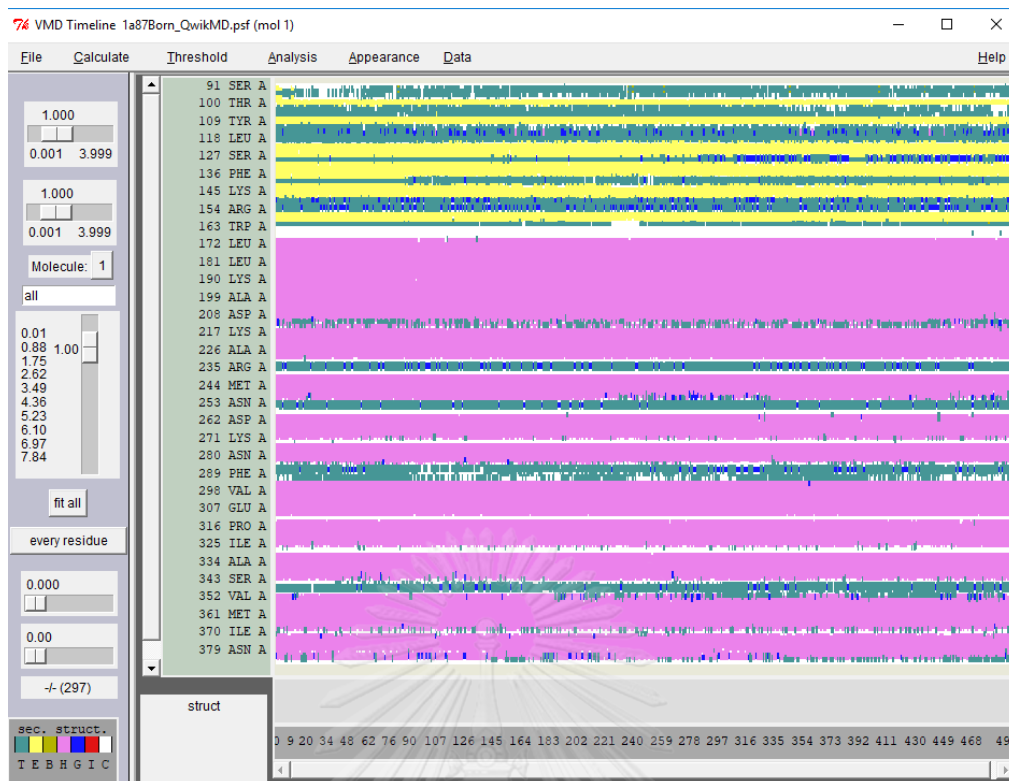 VMD Timeline 1a87Born_QwikMD.psf (mol 1)
File Calculate Threshold Analysis Appearance Data Help
1.000
0.001 3.999
1.000
0.001 3.999
Molecule: 1
all
0.01
0.88
1.75
2.62
3.49
4.36
5.23
6.10
6.97
7.84
1.00
fit all
every residue
0.000
0.00
-/- (297)
sec. struct.
T E B H G I C
91 SER A
100 THR A
109 TYR A
118 LEU A
127 SER A
136 PHE A
145 LYS A
154 ARG A
163 TRP A
172 LEU A
181 LEU A
190 LYS A
199 ALA A
208 ASP A
217 LYS A
226 ALA A
235 ARG A
244 MET A
253 ASN A
262 ASP A
271 LYS A
280 ASN A
289 PHE A
298 VAL A
307 GLU A
316 PRO A
325 ILE A
334 ALA A
343 SER A
352 VAL A
361 MET A
370 ILE A
379 ASN A
struct
9 20 34 48 62 76 90 107 126 145 164 183 202 221 240 259 278 297 316 335 354 373 392 411 430 449 468